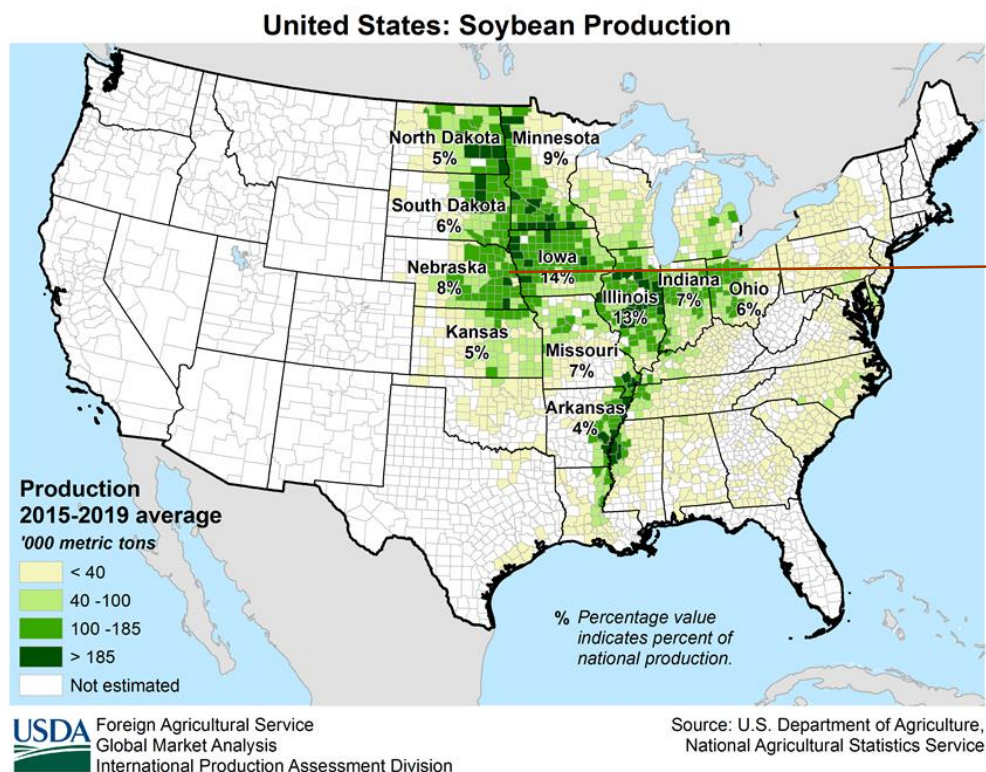 United States: Soybean Production
North Dakota
5%
Minnesota
9%
South Dakota
6%
Nebraska
8%
Iowa
14%
Illinois
13%
Indiana
7%
Ohio
6%
Kansas
5%
Missouri
7%
Arkansas
4%
Production
2015-2019 average
'000 metric tons
< 40
40 -100
100 -185
> 185
Not estimated
% Percentage value
indicates percent of
national production.
USDA
Foreign Agricultural Service
Global Market Analysis
International Production Assessment Division
Source: U.S. Department of Agriculture,
National Agricultural Statistics Service